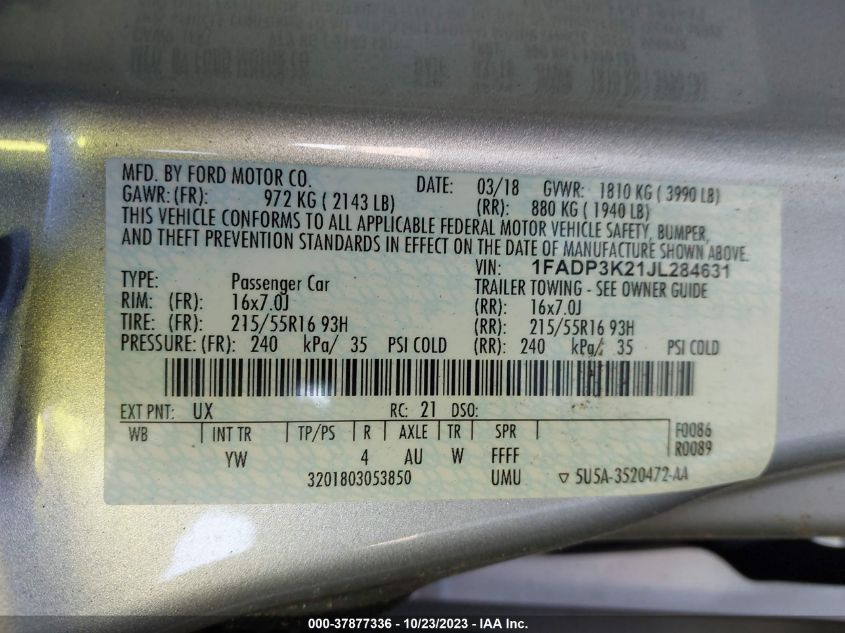 MFD. BY FORD MOTOR CO. DATE: 03/18 GVWR: 1810 KG ( 3990 LB)
GAWR: (FR): 972 KG ( 2143 LB) (RR): 880 KG ( 1940 LB)
THIS VEHICLE CONFORMS TO ALL APPLICABLE FEDERAL MOTOR VEHICLE SAFETY, BUMPER,
AND THEFT PREVENTION STANDARDS IN EFFECT ON THE DATE OF MANUFACTURE SHOWN ABOVE.
VIN: 1FADP3K21JL284631
TYPE: Passenger Car TRAILER TOWING - SEE OWNER GUIDE
RIM: (FR): 16x7.0J (RR): 16x7.0J
TIRE: (FR): 215/55R16 93H (RR): 215/55R16 93H
PRESSURE: (FR): 240 kPa/ 35 PSI COLD (RR): 240 kPa/ 35 PSI COLD
EXT PNT: UX RC: 21 DSO:
WB INT TR TP/PS R AXLE TR SPR F0086
YW 4 AU W FFFF R0089
3201803053850 UMU ▽ 5U5A-3520472-AA
000-37877336 - 10/23/2023 - IAA Inc.